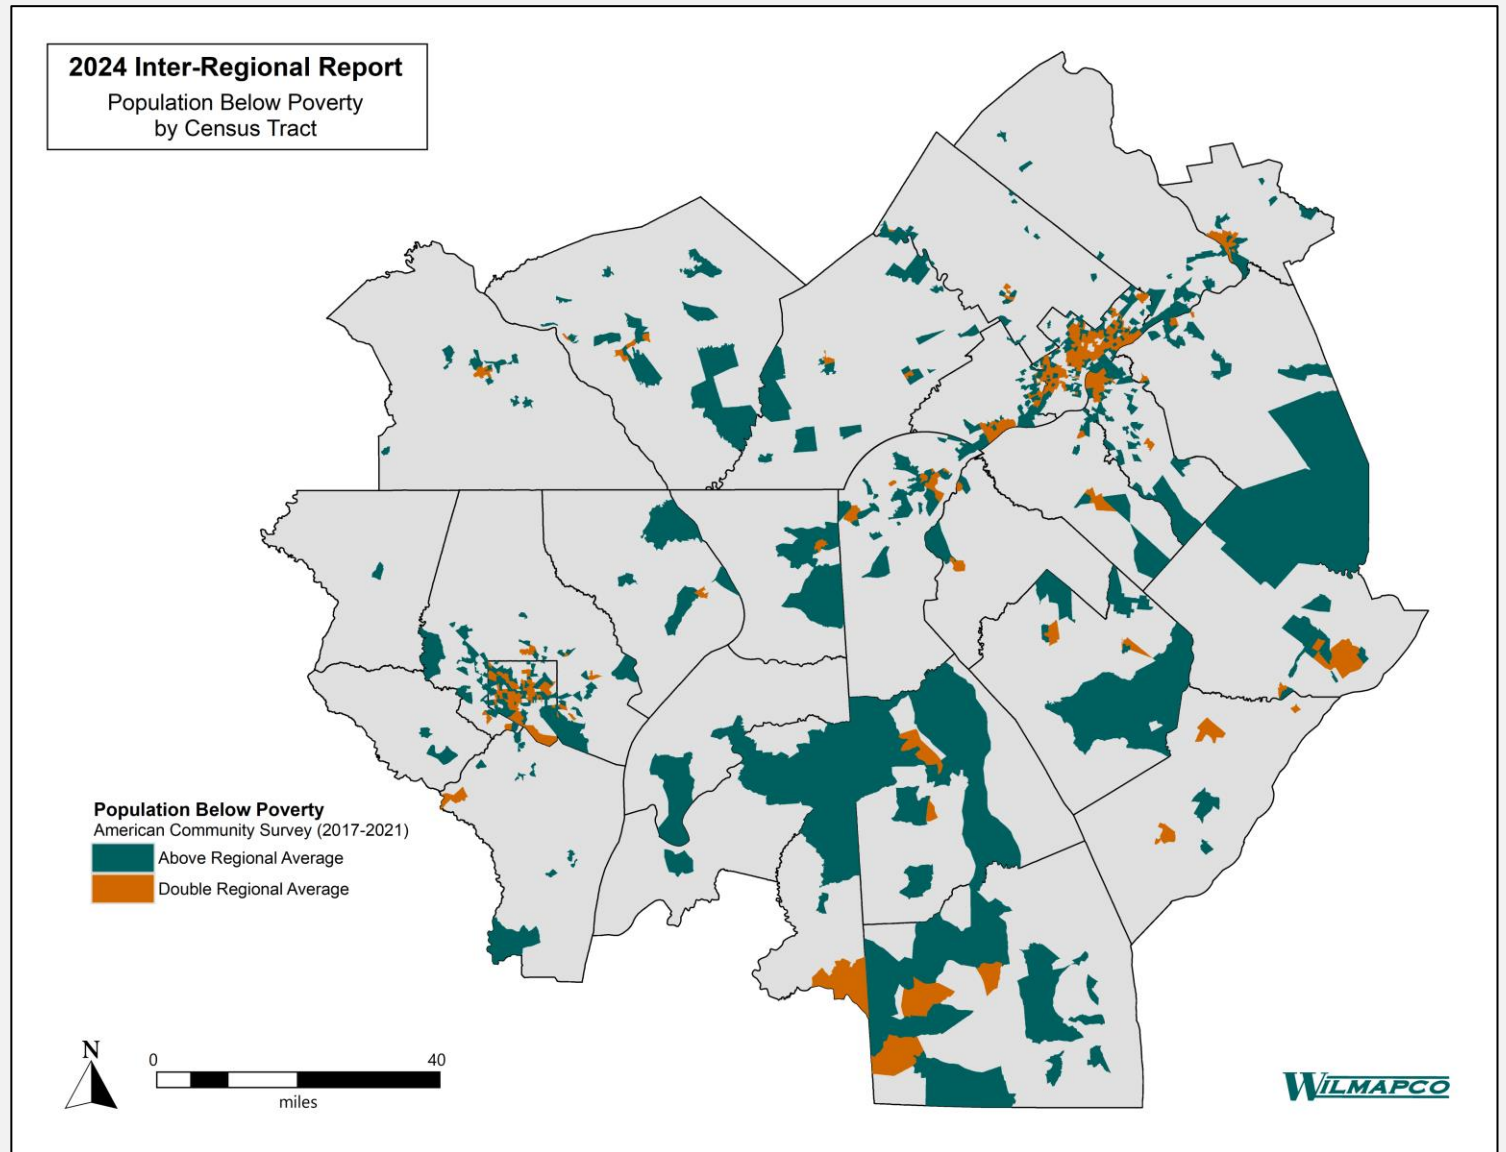 2024 Inter-Regional Report
Population Below Poverty
by Census Tract
Population Below Poverty
American Community Survey (2017-2021)
Above Regional Average
Double Regional Average
N
0 40
miles
WILMAPCO